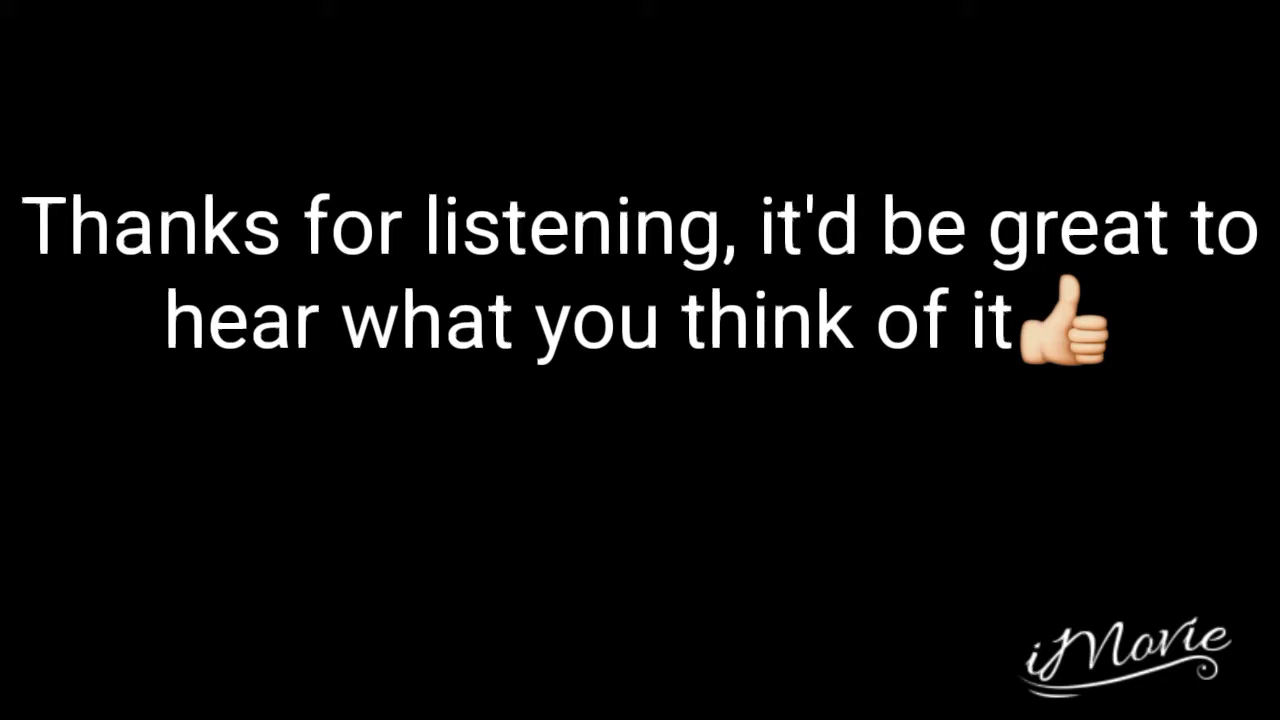 Thanks for listening, it'd be great to
hear what you think of it👍🏻
iMovie